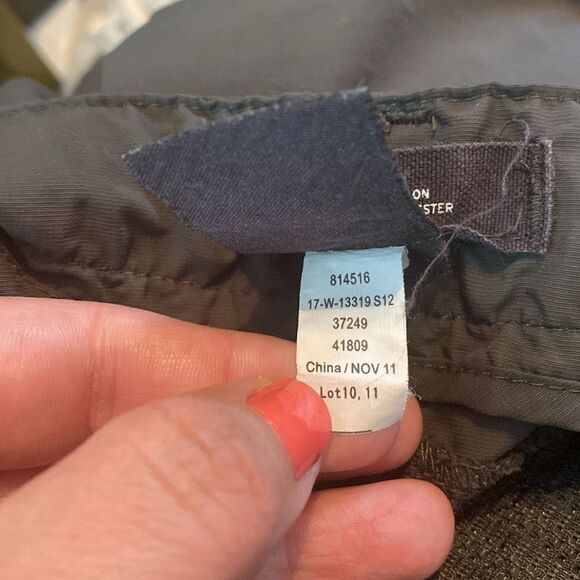 ON
ESTER
814516
17-W-13319 S12
37249
41809
China / NOV 11
Lot10, 11